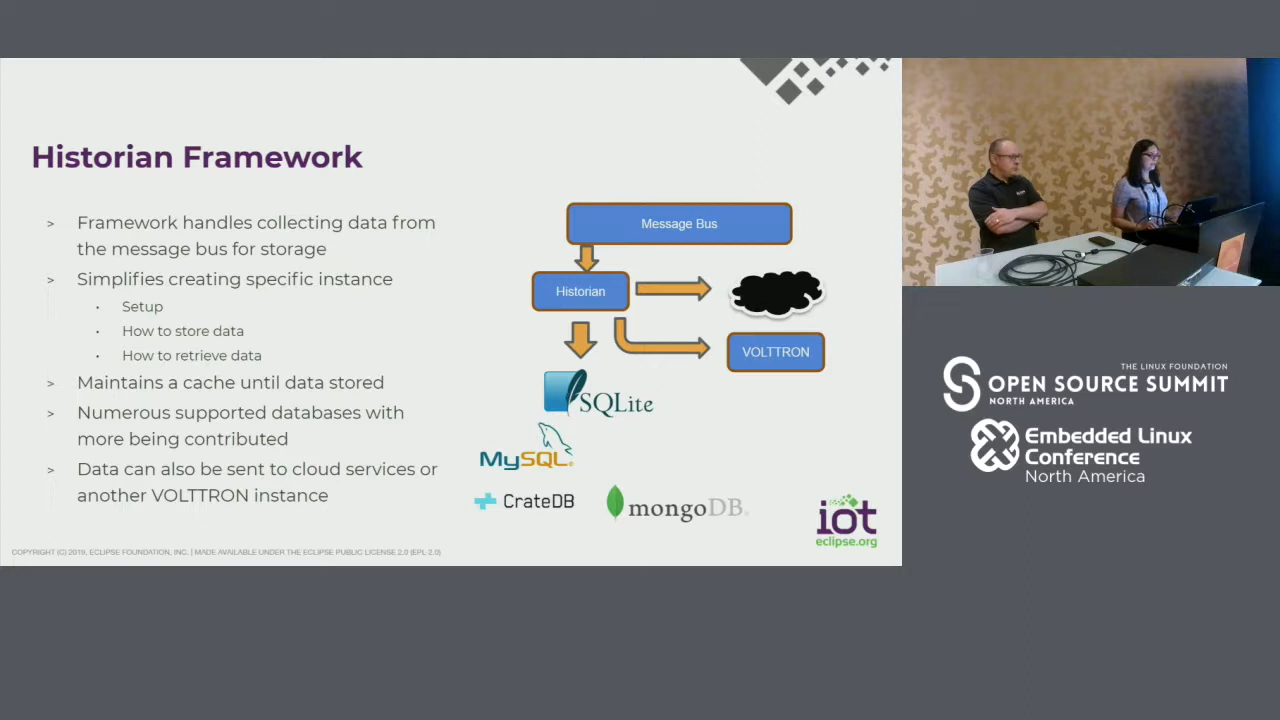 Historian Framework
> Framework handles collecting data from
the message bus for storage
> Simplifies creating specific instance
• Setup
• How to store data
• How to retrieve data
> Maintains a cache until data stored
> Numerous supported databases with
more being contributed
> Data can also be sent to cloud services or
another VOLTTRON instance
Message Bus
Historian
VOLTTRON
SQLite
MySQL®
CrateDB
mongoDB®
iot
eclipse.org
COPYRIGHT (C) 2019, ECLIPSE FOUNDATION, INC. | MADE AVAILABLE UNDER THE ECLIPSE PUBLIC LICENSE 2.0 (EPL-2.0)
THE LINUX FOUNDATION
OPEN SOURCE SUMMIT
NORTH AMERICA
Embedded Linux
Conference
North America